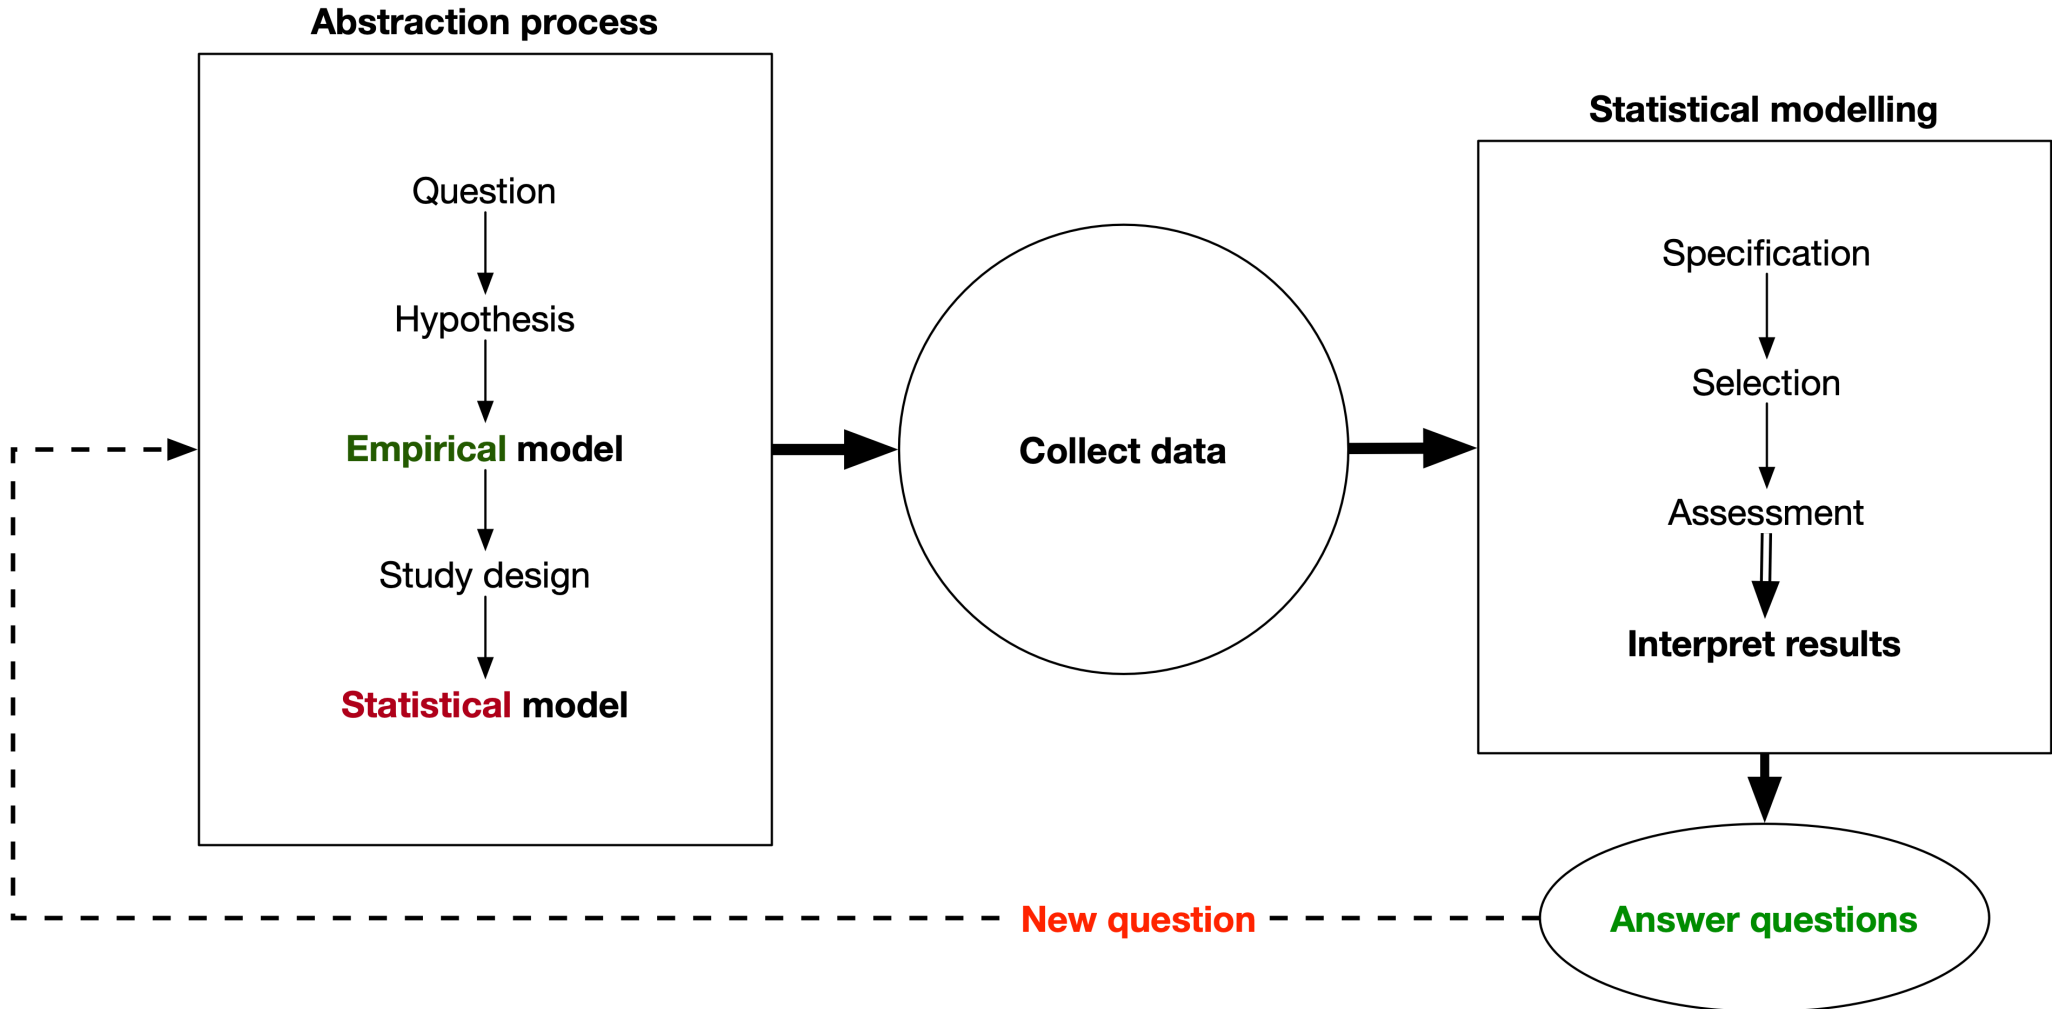 Abstraction process
Question
Hypothesis
Empirical model
Study design
Statistical model
Collect data
Statistical modelling
Specification
Selection
Assessment
Interpret results
Answer questions
New question